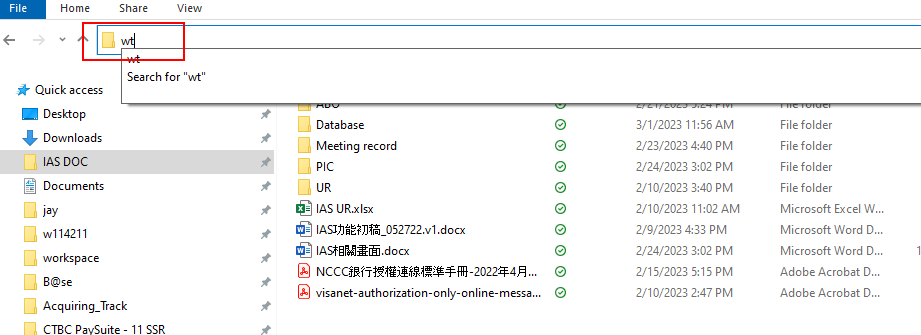 File Home Share View
wt
wt
Search for "wt"
Quick access
Desktop
Downloads
IAS DOC
Documents
jay
w114211
workspace
B@se
Acquiring_Track
CTBC PaySuite - 11 SSR
ABO 2/21/2023 5:24 PM File folder
Database 3/1/2023 11:56 AM File folder
Meeting record 2/23/2023 4:40 PM File folder
PIC 2/24/2023 3:02 PM File folder
UR 2/10/2023 3:40 PM File folder
IAS UR.xlsx 2/10/2023 11:02 AM Microsoft Excel W...
IAS功能初稿_052722.v1.docx 2/9/2023 4:33 PM Microsoft Word D...
IAS相關畫面.docx 2/24/2023 3:02 PM Microsoft Word D... 1
NCCC銀行授權連線標準手冊-2022年4月... 2/15/2023 5:15 PM Adobe Acrobat D...
visanet-authorization-only-online-messa... 2/10/2023 2:47 PM Adobe Acrobat D...